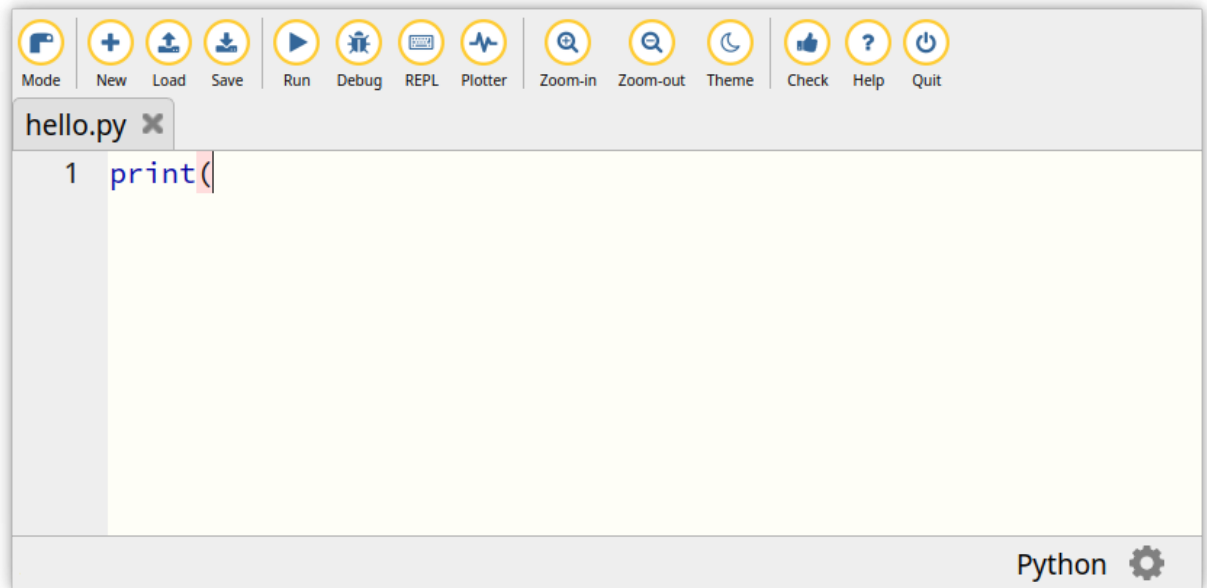 Mode New Load Save Run Debug REPL Plotter Zoom-in Zoom-out Theme Check Help Quit
hello.py
1 print(
Python